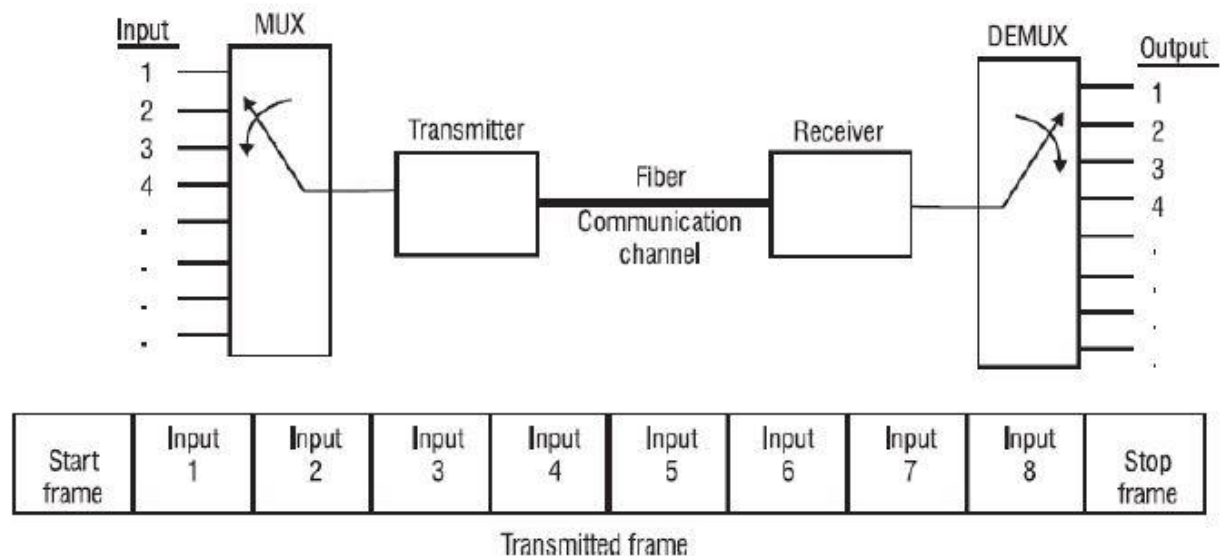 Input
MUX
DEMUX
Output
1
2
3
4
.
.
.
.
Transmitter
Fiber
Communication
channel
Receiver
1
2
3
4
.
.
.
.
Start
frame
Input
1
Input
2
Input
3
Input
4
Input
5
Input
6
Input
7
Input
8
Stop
frame
Transmitted frame